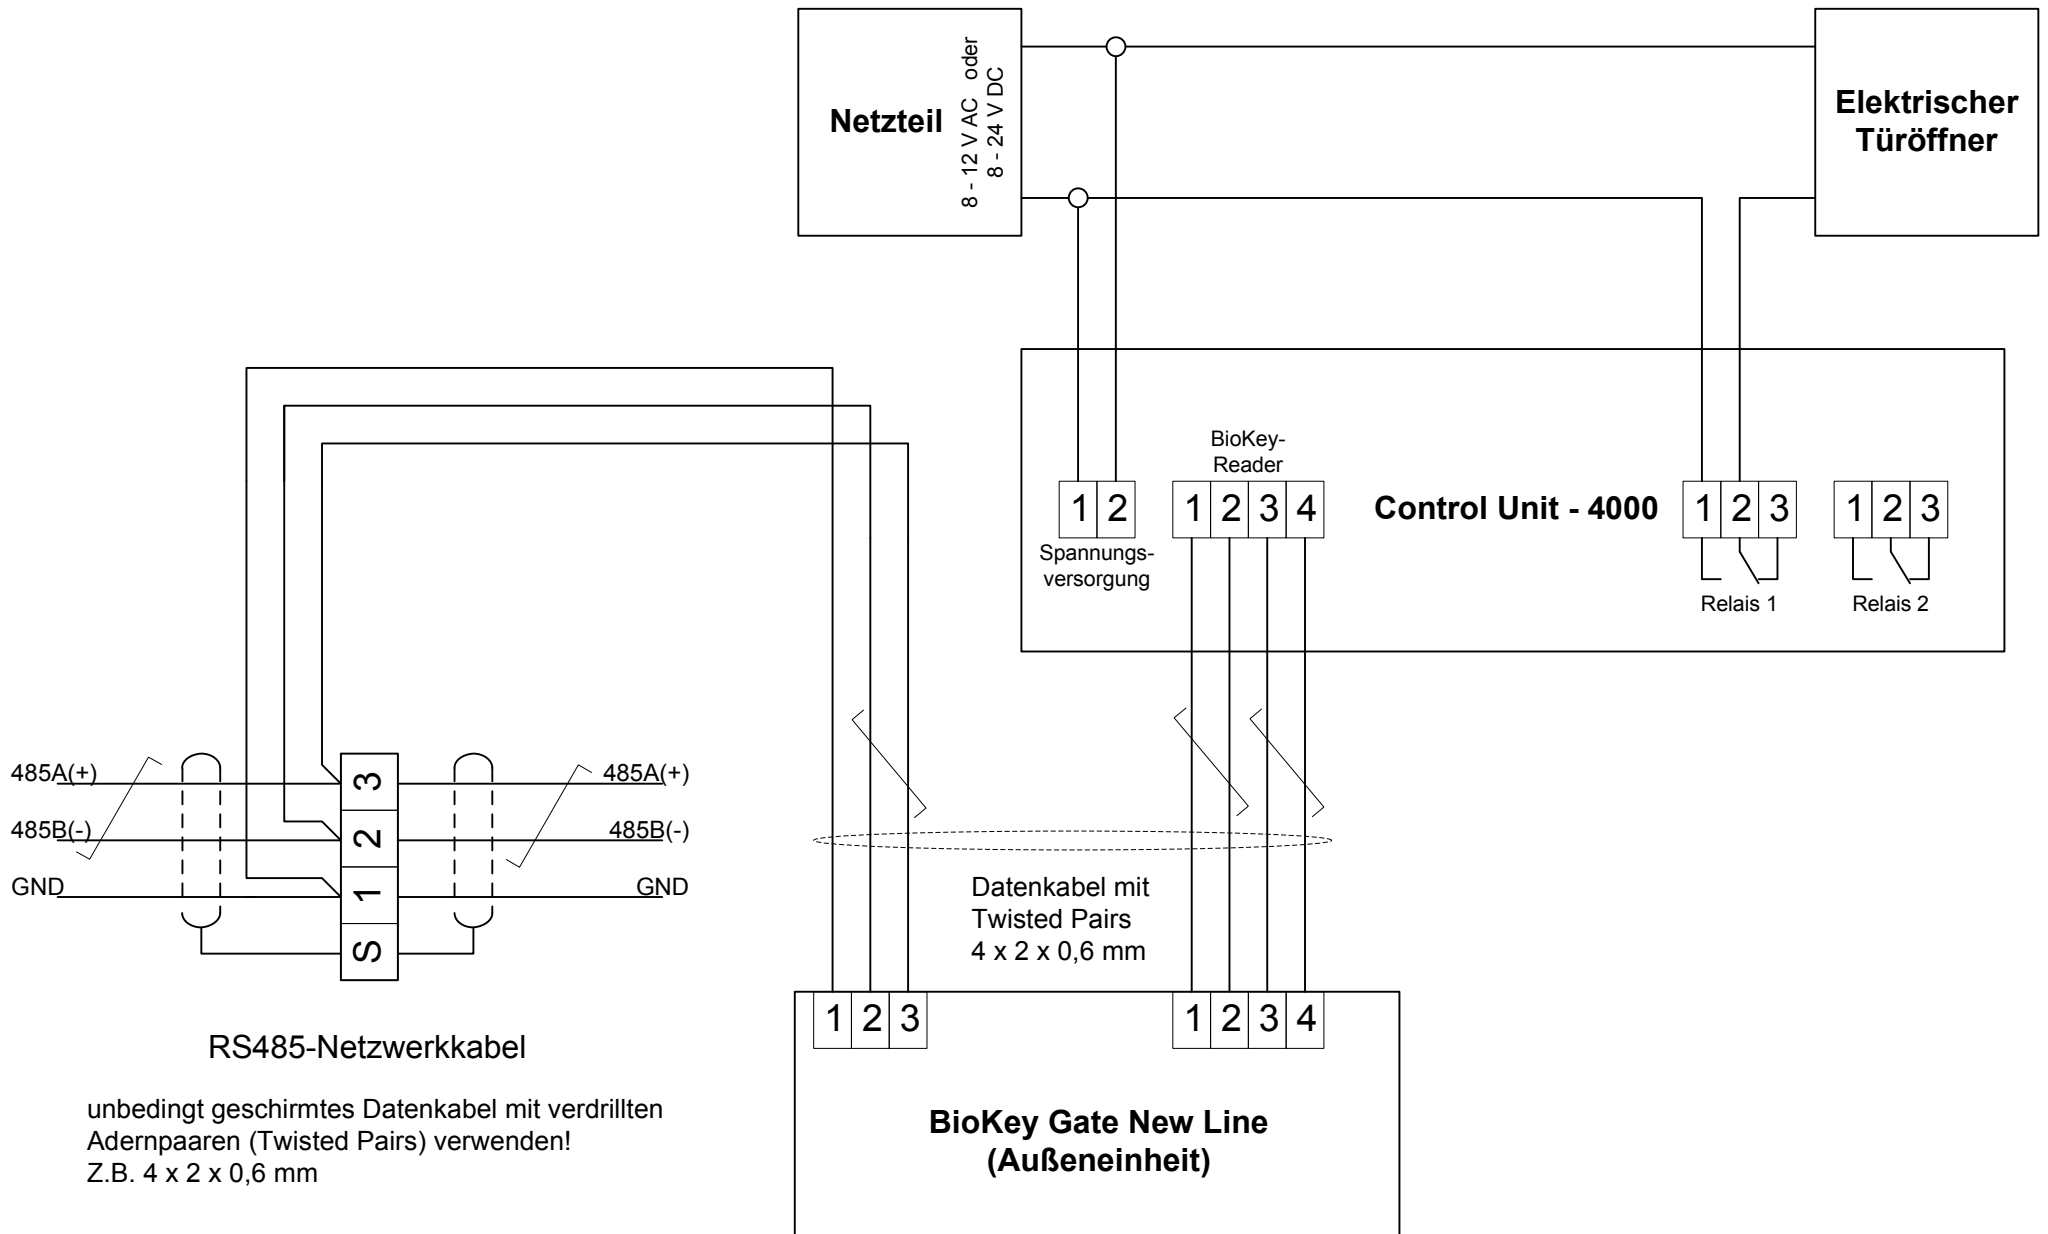 Netzteil
8 - 12 V AC oder
8 - 24 V DC
Elektrischer
Türöffner
BioKey-
Reader
1 2
1 2 3 4
Control Unit - 4000
1 2 3
1 2 3
Spannungs-
versorgung
Relais 1
Relais 2
485A(+)
3
485A(+)
485B(-)
2
485B(-)
GND
1
GND
S
Datenkabel mit
Twisted Pairs
4 x 2 x 0,6 mm
1 2 3
1 2 3 4
RS485-Netzwerkkabel
unbedingt geschirmtes Datenkabel mit verdrillten
Adernpaaren (Twisted Pairs) verwenden!
Z.B. 4 x 2 x 0,6 mm
BioKey Gate New Line
(Außeneinheit)